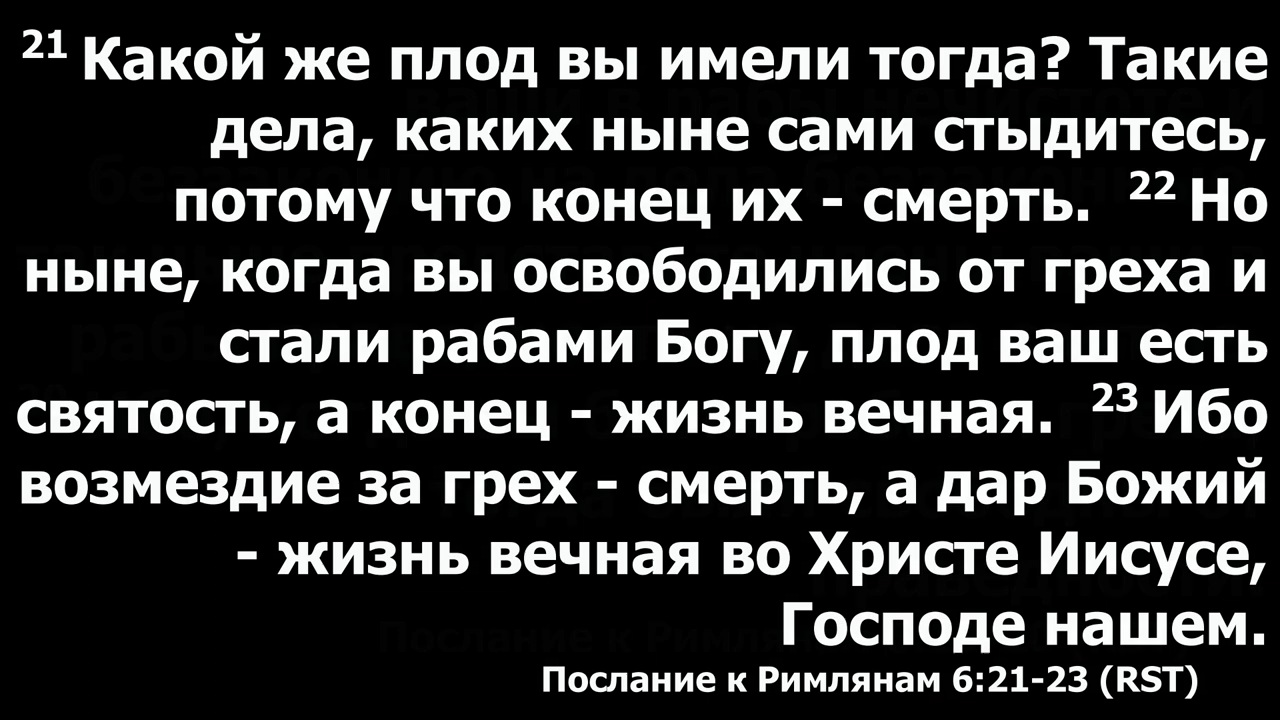 21 Какой же плод вы имели тогда? Такие
дела, каких ныне сами стыдитесь,
потому что конец их - смерть. 22 Но
ныне, когда вы освободились от греха и
стали рабами Богу, плод ваш есть
святость, а конец - жизнь вечная. 23 Ибо
возмездие за грех - смерть, а дар Божий
- жизнь вечная во Христе Иисусе,
Господе нашем.
Послание к Римлянам 6:21-23 (RST)